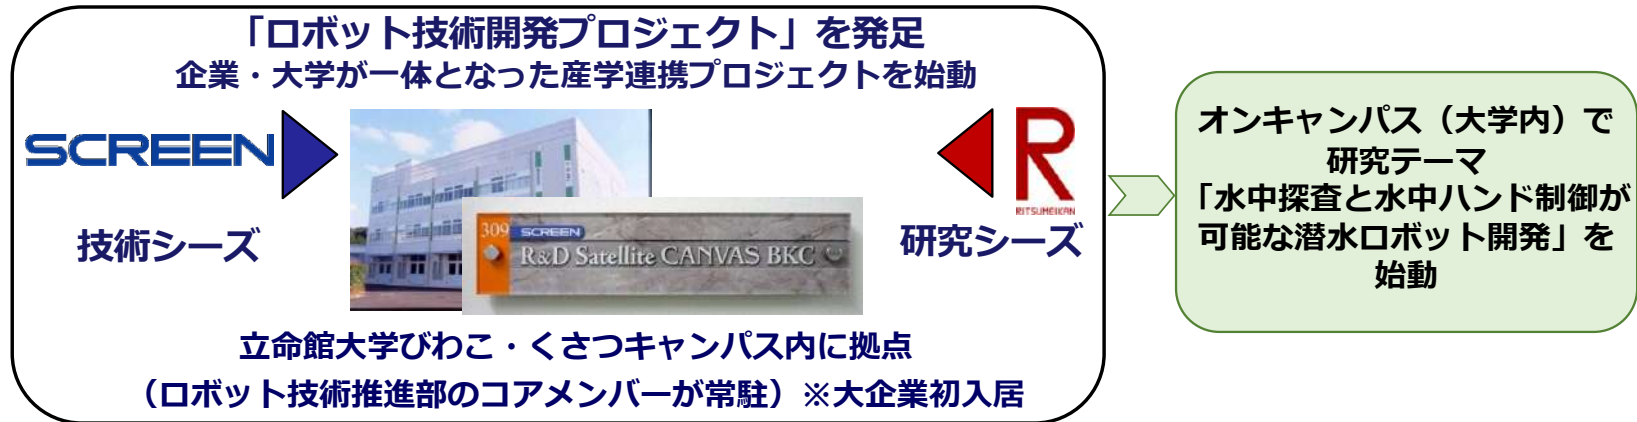 「ロボット技術開発プロジェクト」を発足
企業・大学が一体となった産学連携プロジェクトを始動
SCREEN
技術シーズ
309
SCREEN
R&D Satellite CANVAS BKC
R
RITSUMEIKAN
研究シーズ
立命館大学びわこ・くさつキャンパス内に拠点
（ロボット技術推進部のコアメンバーが常駐）※大企業初入居
オンキャンパス（大学内）で
研究テーマ
「水中探査と水中ハンド制御が
可能な潜水ロボット開発」を
始動